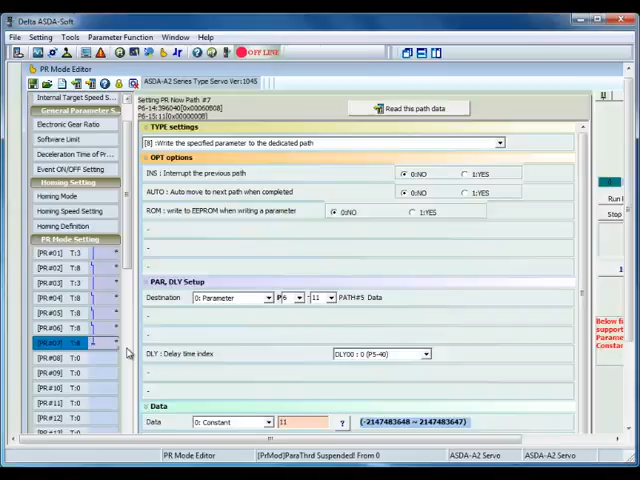 Delta ASDA-Soft
File Setting Tools Parameter Function Window Help
OFF LINE
PR Mode Editor
ASDA-A2 Series Type Servo Ver:1045
Internal Target Speed S...
General Parameter S...
Electronic Gear Ratio
Software Limit
Deceleration Time of Pr...
Event ON/OFF Setting
Homing Setting
Homing Mode
Homing Speed Setting
Homing Definition
PR Mode Setting
[PR#01] T:3
[PR#02] T:8
[PR#03] T:3
[PR#04] T:8
[PR#05] T:8
[PR#06] T:8
[PR#07] T:8
[PR#08] T:0
[PR#09] T:0
[PR#10] T:0
[PR#11] T:0
[PR#12] T:0
Setting PR Now Path #7
Read this path data
TYPE settings
[8] :Write the specified parameter to the dedicated path
OPT options
INS : Interrupt the previous path 0:NO 1:YES
AUTO : Auto move to next path when completed 0:NO 1:YES
ROM : write to EEPROM when writing a parameter 0:NO 1:YES
PAR, DLY Setup
Destination 0: Parameter P 6 - 11 PATH#5 Data
DLY : Delay time index DLY00 : 0 (P5-40)
Data
Data 0: Constant 11 ? (-2147483648 ~ 2147483647)
Run
Stop
Below f
support
Parame
Constar
PR Mode Editor [PrMod]ParaThrd Suspended! From 0 ASDA-A2 Servo ASDA-A2 Servo